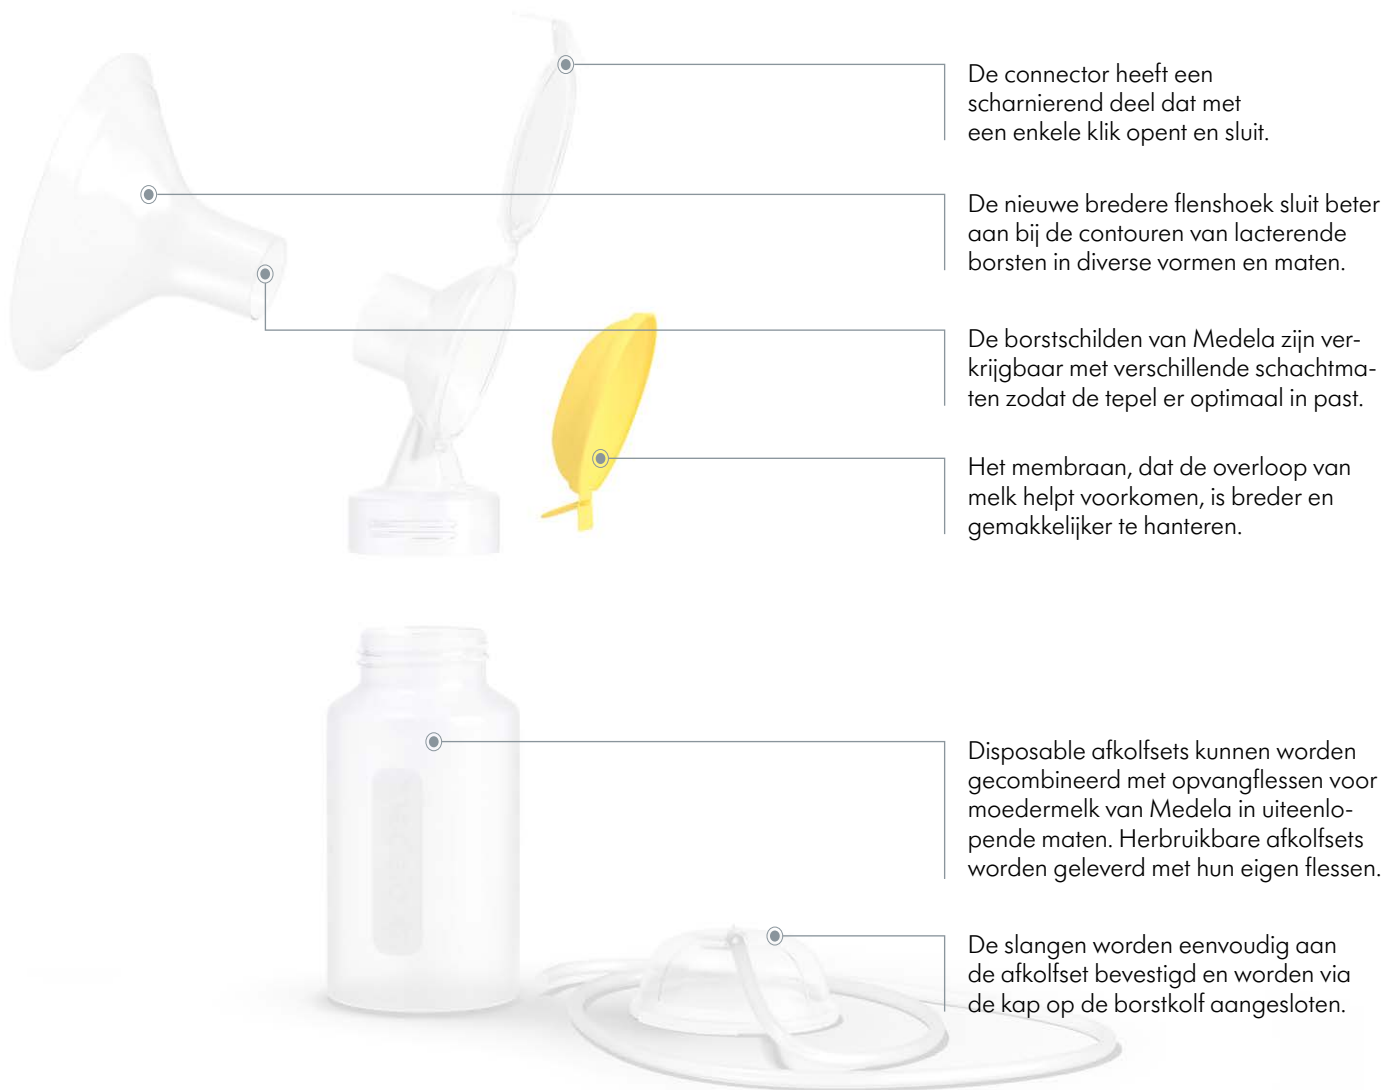 De connector heeft een
scharnierend deel dat met
een enkele klik opent en sluit.
De nieuwe bredere flenshoek sluit beter
aan bij de contouren van lacterende
borsten in diverse vormen en maten.
De borstschilden van Medela zijn ver-
krijgbaar met verschillende schachtma-
ten zodat de tepel er optimaal in past.
Het membraan, dat de overloop van
melk helpt voorkomen, is breder en
gemakkelijker te hanteren.
Disposable afkolfsets kunnen worden
gecombineerd met opvangflessen voor
moedermelk van Medela in uiteenlo-
pende maten. Herbruikbare afkolfsets
worden geleverd met hun eigen flessen.
De slangen worden eenvoudig aan
de afkolfset bevestigd en worden via
de kap op de borstkolf aangesloten.